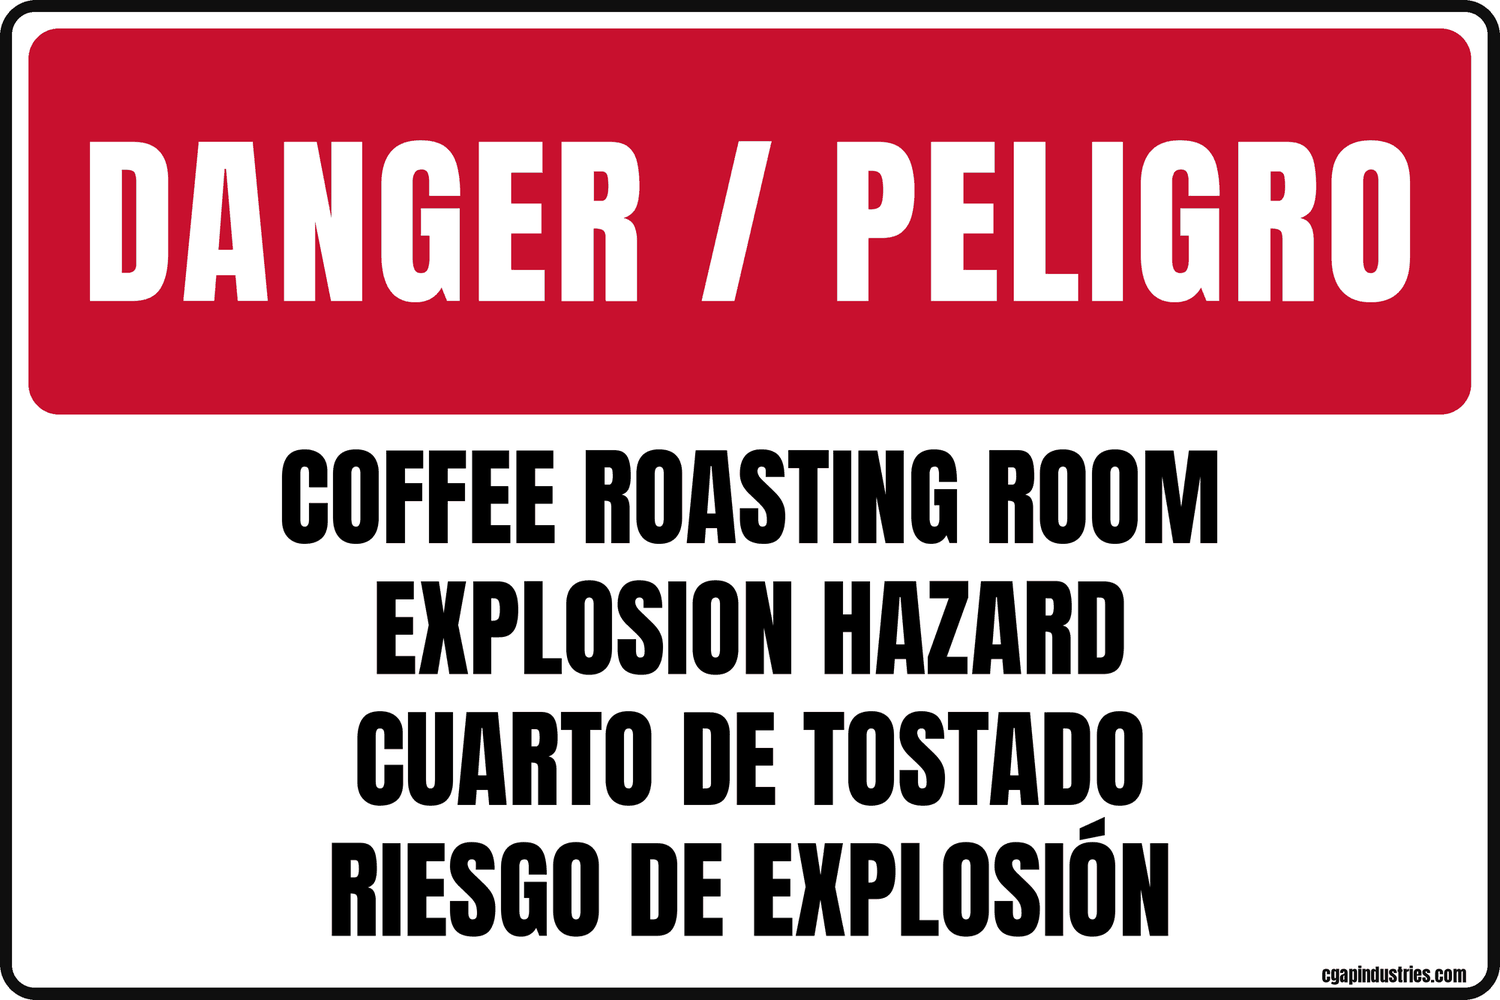 DANGER / PELIGRO
COFFEE ROASTING ROOM
EXPLOSION HAZARD
CUARTO DE TOSTADO
RIESGO DE EXPLOSIÓN
cgapindustries.com